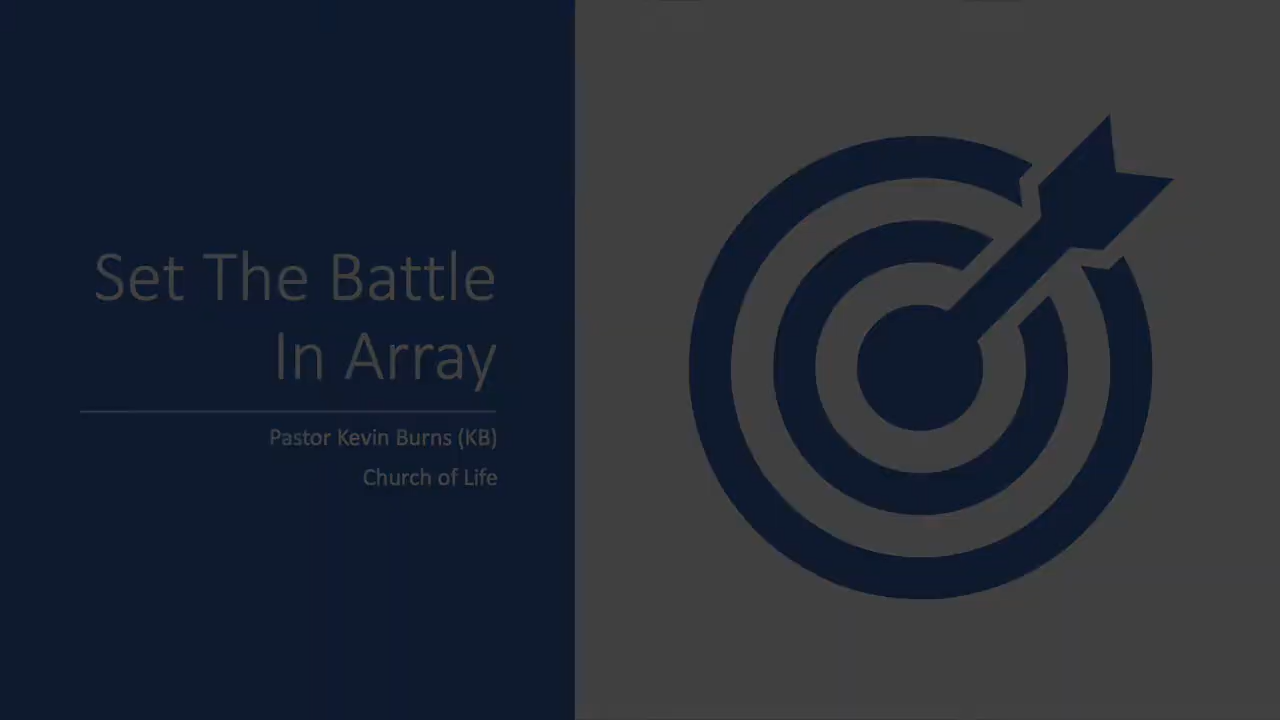 Set The Battle
In Array
Pastor Kevin Burns (KB)
Church of Life